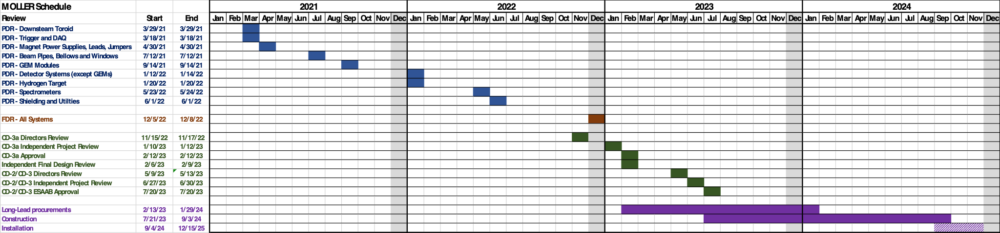 MOLLER Schedule 2021 2022 2023 2024
Review Start End Jan Feb Mar Apr May Jun Jul Aug Sep Oct Nov Dec Jan Feb Mar Apr May Jun Jul Aug Sep Oct Nov Dec Jan Feb Mar Apr May Jun Jul Aug Sep Oct Nov Dec Jan Feb Mar Apr May Jun Jul Aug Sep Oct Nov Dec
PDR - Downsteam Toroid 3/29/21 3/29/21
PDR - Trigger and DAQ 3/18/21 3/18/21
PDR - Magnet Power Supplies, Leads, Jumpers 4/30/21 4/30/21
PDR - Beam Pipes, Bellows and Windows 7/12/21 7/12/21
PDR - GEM Modules 9/14/21 9/14/21
PDR - Detector Systems (except GEMs) 1/12/22 1/14/22
PDR - Hydrogen Target 1/20/22 1/20/22
PDR - Spectrometers 5/23/22 5/24/22
PDR - Shielding and Utilties 6/1/22 6/1/22
FDR - All Systems 12/5/22 12/8/22
CD-3a Directors Review 11/15/22 11/17/22
CD-3a Independent Project Review 1/10/23 1/12/23
CD-3a Approval 2/12/23 2/12/23
Independent Final Design Review 2/6/23 2/9/23
CD-2/CD-3 Directors Review 5/9/23 5/13/23
CD-2/CD-3 Independent Project Review 6/27/23 6/30/23
CD-2/CD-3 ESAAB Approval 7/20/23 7/20/23
Long-Lead procurements 2/13/23 1/29/24
Construction 7/21/23 9/3/24
Installation 9/4/24 12/15/25